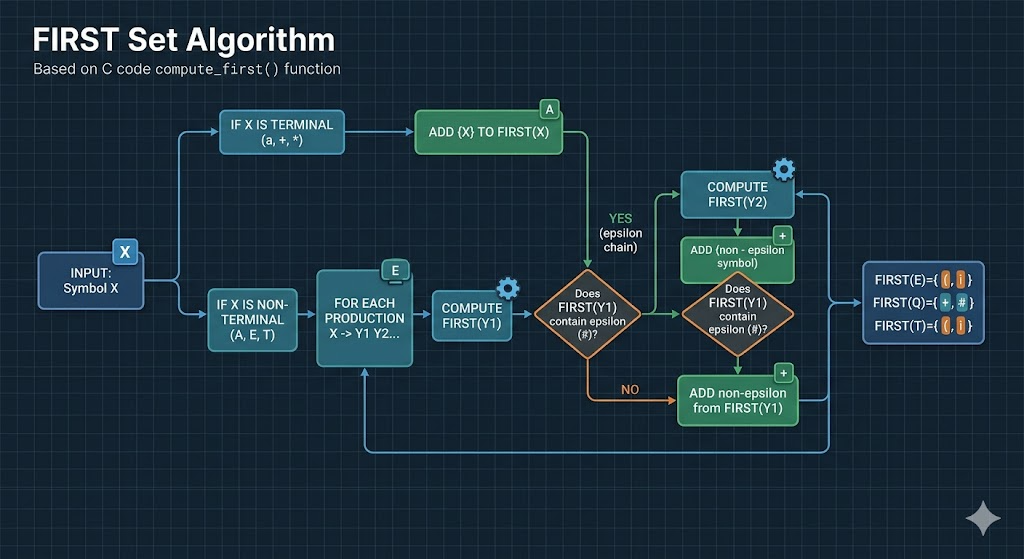 FIRST Set Algorithm
Based on C code compute_first() function
IF X IS TERMINAL
(a, +, *)
A
ADD {X} TO FIRST(X)
X
INPUT:
Symbol X
IF X IS NON-
TERMINAL
(A, E, T)
E
FOR EACH
PRODUCTION
X -> Y1 Y2...
COMPUTE
FIRST(Y1)
Does
FIRST(Y1)
contain epsilon
(#)?
YES
(epsilon
chain)
NO
COMPUTE
FIRST(Y2)
+
ADD (non - epsilon
symbol)
Does
FIRST(Y1)
contain
epsilon (#)?
+
ADD non-epsilon
from FIRST(Y1)
FIRST(E)={ (, i }
FIRST(Q)={ +, # }
FIRST(T)={ (, i }